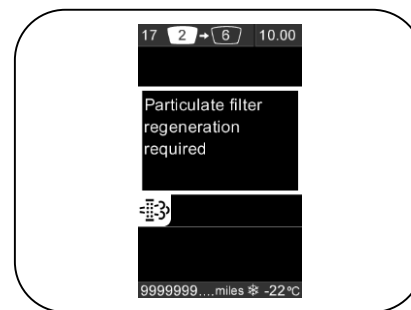 17 2 → 6 10.00
Particulate filter
regeneration
required
9999999....miles ❄ -22°C